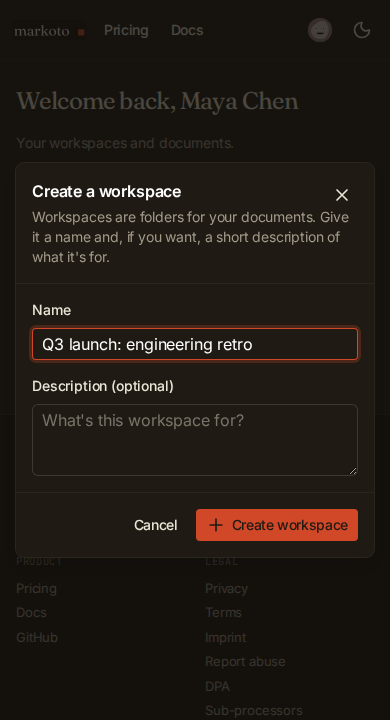 markoto
Pricing
Docs
Welcome back, Maya Chen
Your workspaces and documents.
Create a workspace
Workspaces are folders for your documents. Give
it a name and, if you want, a short description of
what it's for.
Name
Q3 launch: engineering retro
Description (optional)
What's this workspace for?
Cancel
Create workspace
PRODUCT
LEGAL
Pricing
Privacy
Docs
Terms
GitHub
Imprint
Report abuse
DPA
Sub-processors